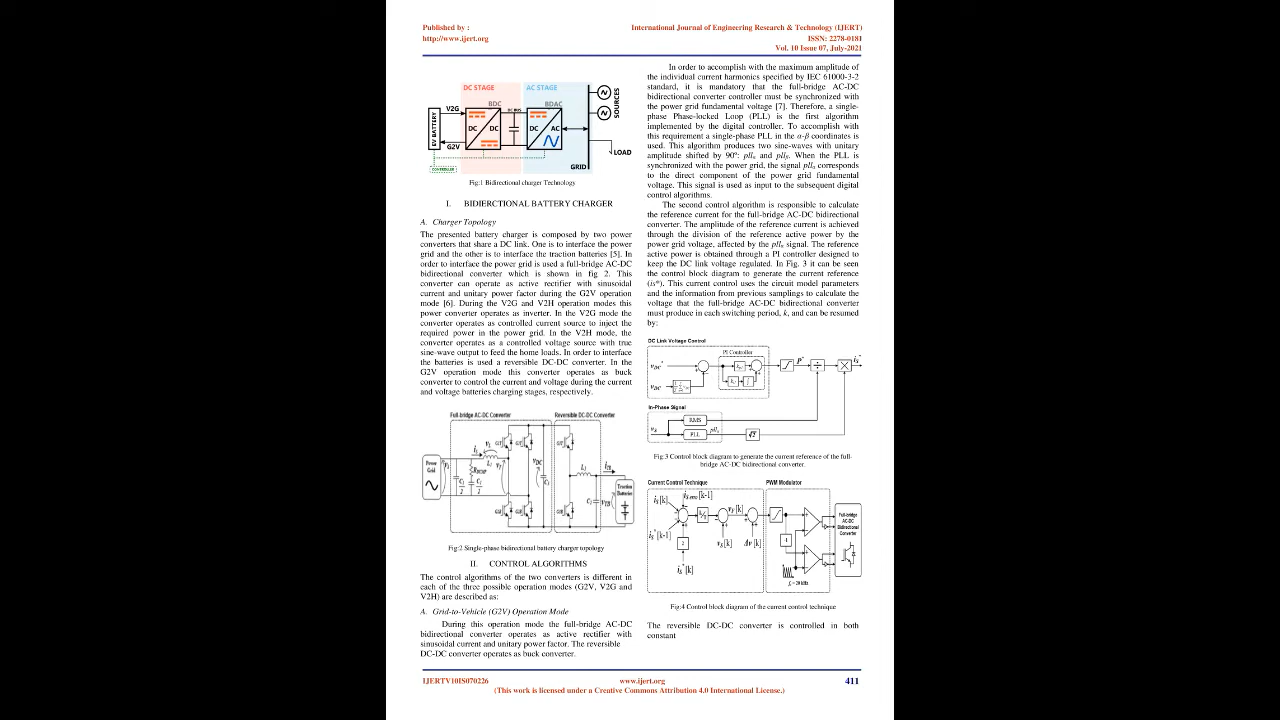 Published by :
http://www.ijert.org
International Journal of Engineering Research & Technology (IJERT)
ISSN: 2278-0181
Vol. 10 Issue 07, July-2021
DC STAGE
AC STAGE
BDC
DC BUS
BDAC
V2G
EV BATTERY
DC
DC
DC
AC
G2V
SOURCES
LOAD
GRID
CONTROLLER
Fig:1 Bidirectional charger Technology
I. BIDIERCTIONAL BATTERY CHARGER
A. Charger Topology
The presented battery charger is composed by two power
converters that share a DC link. One is to interface the power
grid and the other is to interface the traction batteries [5]. In
order to interface the power grid is used a full-bridge AC-DC
bidirectional converter which is shown in fig 2. This
converter can operate as active rectifier with sinusoidal
current and unitary power factor during the G2V operation
mode [6]. During the V2G and V2H operation modes this
power converter operates as inverter. In the V2G mode the
converter operates as controlled current source to inject the
required power in the power grid. In the V2H mode, the
converter operates as a controlled voltage source with true
sine-wave output to feed the home loads. In order to interface
the batteries is used a reversible DC-DC converter. In the
G2V operation mode this converter operates as buck
converter to control the current and voltage during the current
and voltage batteries charging stages, respectively.
Full-bridge AC-DC Converter
Reversible DC-DC Converter
Power
Grid
Traction
Batteries
Fig:2 Single-phase bidirectional battery charger topology
II. CONTROL ALGORITHMS
The control algorithms of the two converters is different in
each of the three possible operation modes (G2V, V2G and
V2H) are described as:
A. Grid-to-Vehicle (G2V) Operation Mode
During this operation mode the full-bridge AC-DC
bidirectional converter operates as active rectifier with
sinusoidal current and unitary power factor. The reversible
DC-DC converter operates as buck converter.
In order to accomplish with the maximum amplitude of
the individual current harmonics specified by IEC 61000-3-2
standard, it is mandatory that the full-bridge AC-DC
bidirectional converter controller must be synchronized with
the power grid fundamental voltage [7]. Therefore, a single-
phase Phase-locked Loop (PLL) is the first algorithm
implemented by the digital controller. To accomplish with
this requirement a single-phase PLL in the α-β coordinates is
used. This algorithm produces two sine-waves with unitary
amplitude shifted by 90°: pllα and pllβ. When the PLL is
synchronized with the power grid, the signal pllα corresponds
to the direct component of the power grid fundamental
voltage. This signal is used as input to the subsequent digital
control algorithms.
The second control algorithm is responsible to calculate
the reference current for the full-bridge AC-DC bidirectional
converter. The amplitude of the reference current is achieved
through the division of the reference active power by the
power grid voltage, affected by the pllα signal. The reference
active power is obtained through a PI controller designed to
keep the DC link voltage regulated. In Fig. 3 it can be seen
the control block diagram to generate the current reference
(is*). This current control uses the circuit model parameters
and the information from previous samplings to calculate the
voltage that the full-bridge AC-DC bidirectional converter
must produce in each switching period, k, and can be resumed
by:
DC Link Voltage Control
PI Controller
vDC*
vDC
P*
iS*
In-Phase Signal
vS
RMS
PLL
pllα
√2
Fig:3 Control block diagram to generate the current reference of the full-
bridge AC-DC bidirectional converter.
Current Control Technique
PWM Modulator
iS[k]
iS_error[k-1]
vF[k]
iS*[k-1]
2
vS[k]
Δv[k]
iS*[k]
-1
fs = 20 kHz
Full-bridge
AC-DC
Bidirectional
Converter
Fig:4 Control block diagram of the current control technique
The reversible DC-DC converter is controlled in both
constant
IJERTV10IS070226
www.ijert.org
411
(This work is licensed under a Creative Commons Attribution 4.0 International License.)